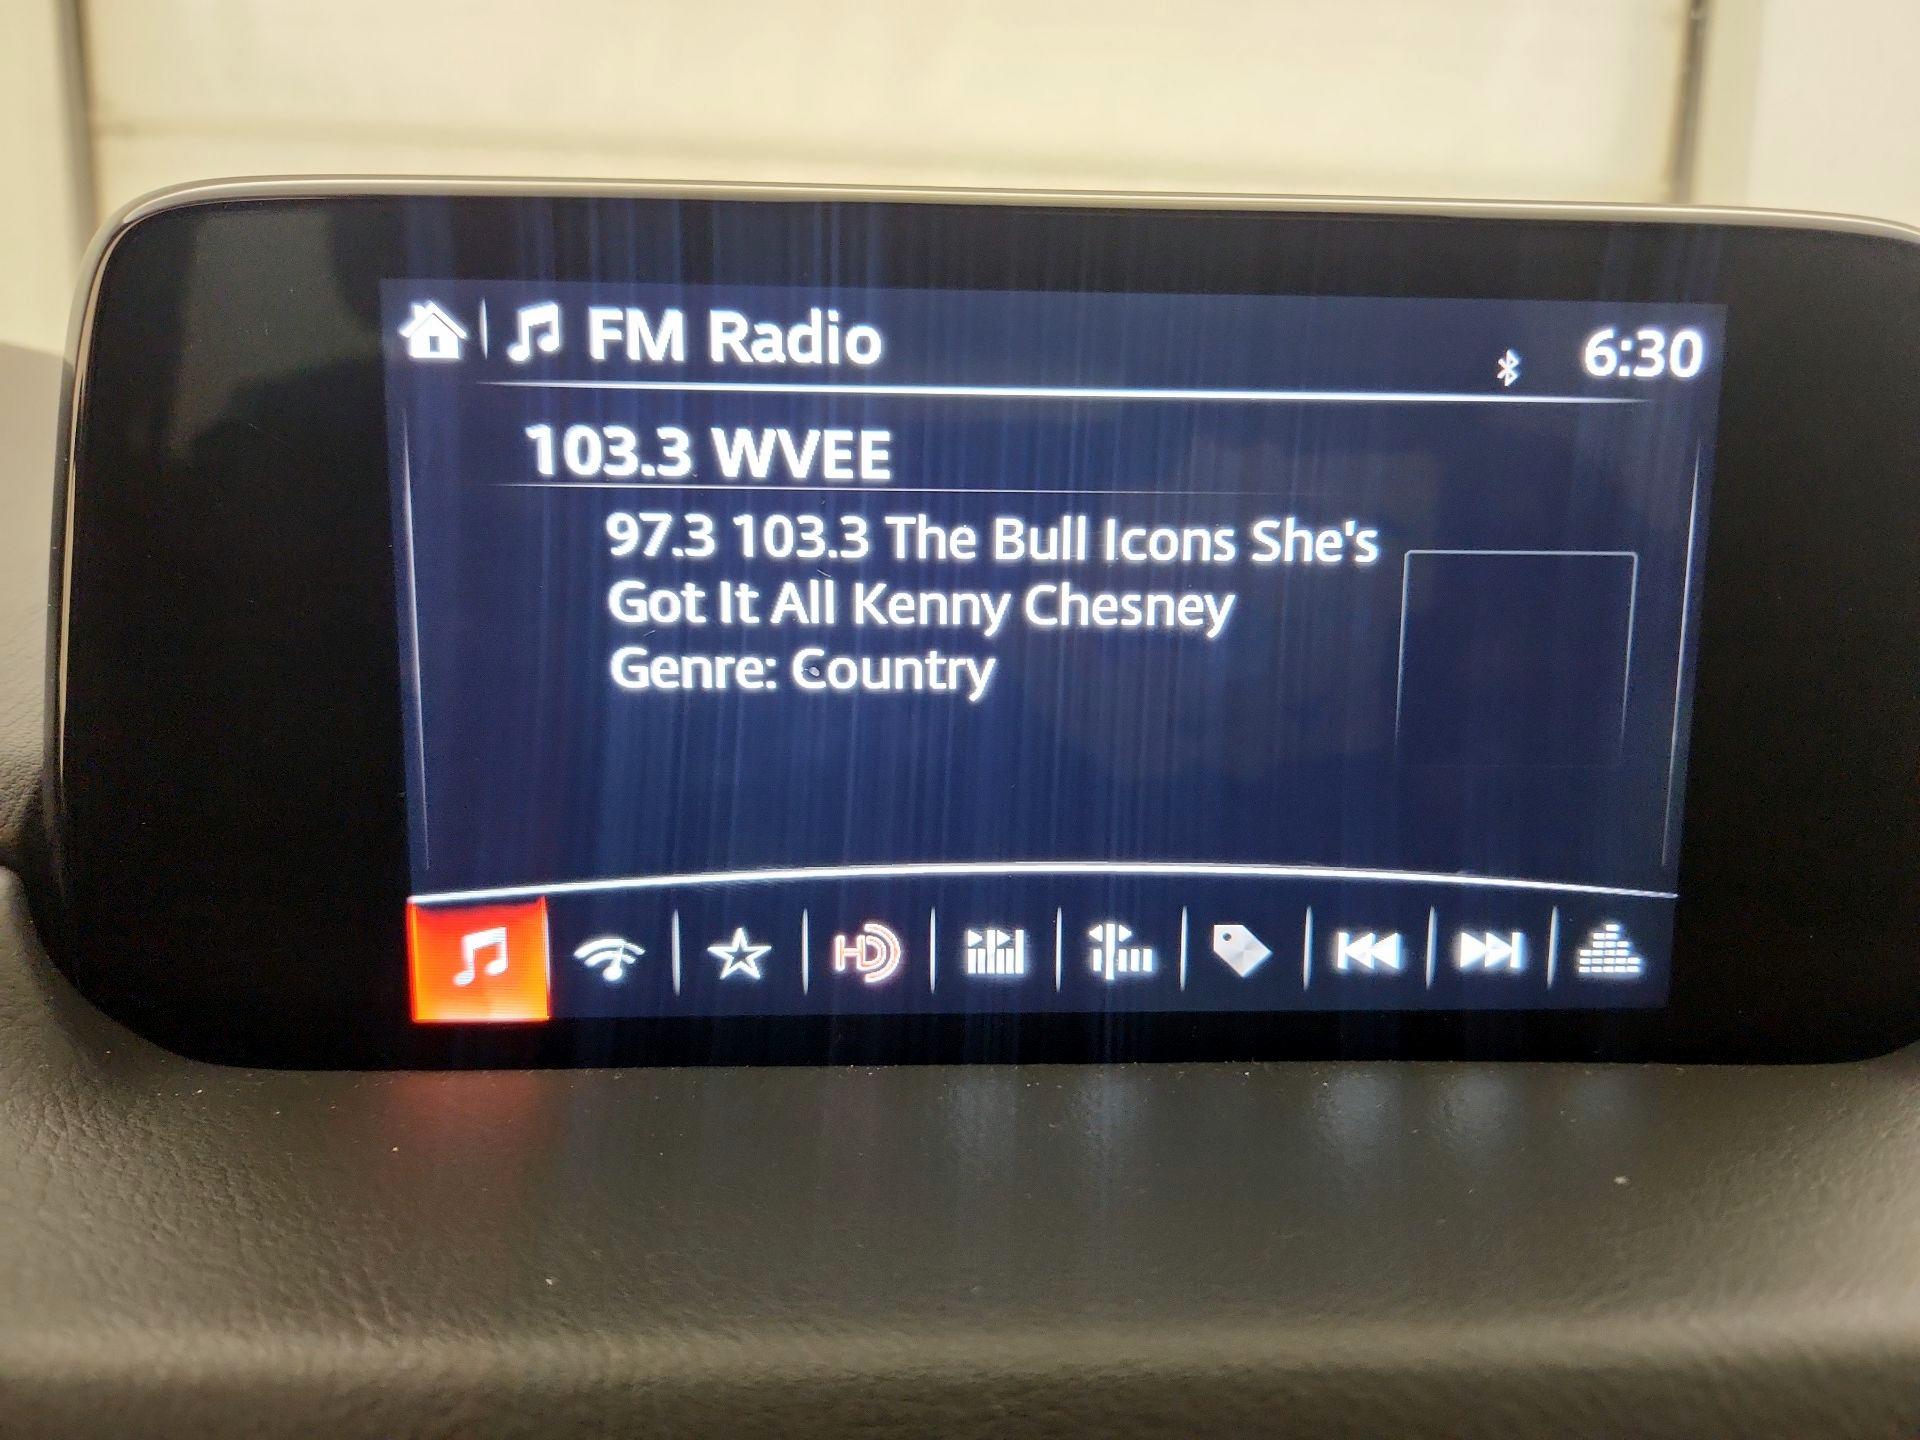 FM Radio
6:30
103.3 WVEE
97.3 103.3 The Bull Icons She's
Got It All Kenny Chesney
Genre: Country
HD